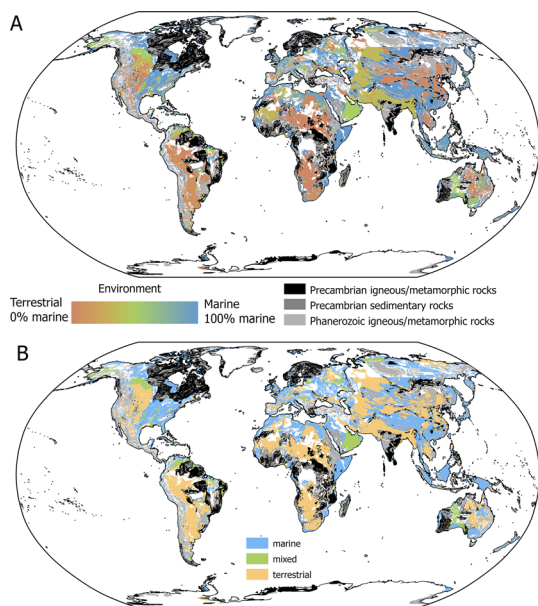 A
Environment
Terrestrial
0% marine
Marine
100% marine
Precambrian igneous/metamorphic rocks
Precambrian sedimentary rocks
Phanerozoic igneous/metamorphic rocks
B
marine
mixed
terrestrial